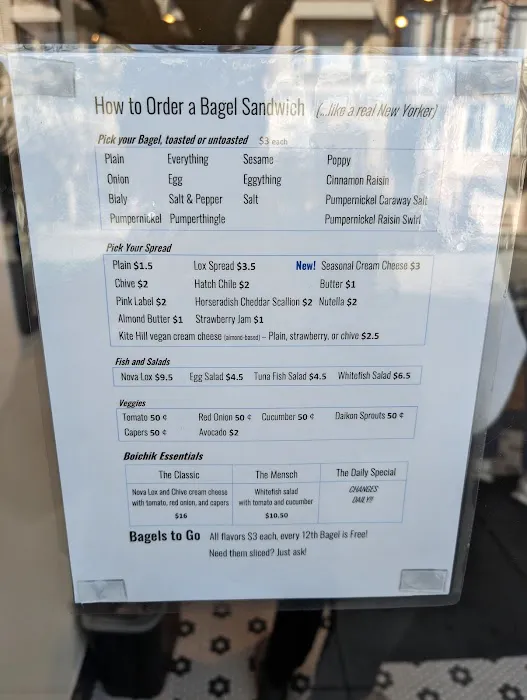 How to Order a Bagel Sandwich (...like a real New Yorker)
Pick your Bagel, toasted or untoasted $3 each
Plain Everything Sesame Poppy
Onion Egg Eggything Cinnamon Raisin
Bialy Salt & Pepper Salt Pumpernickel Caraway Salt
Pumpernickel Pumperthingle Pumpernickel Raisin Swirl
Pick Your Spread
Plain $1.5 Lox Spread $3.5 New! Seasonal Cream Cheese $3
Chive $2 Hatch Chile $2 Butter $1
Pink Label $2 Horseradish Cheddar Scallion $2 Nutella $2
Almond Butter $1 Strawberry Jam $1
Kite Hill vegan cream cheese (almond-based) – Plain, strawberry, or chive $2.5
Fish and Salads
Nova Lox $9.5 Egg Salad $4.5 Tuna Fish Salad $4.5 Whitefish Salad $6.5
Veggies
Tomato 50 ¢ Red Onion 50 ¢ Cucumber 50 ¢ Daikon Sprouts 50 ¢
Capers 50 ¢ Avocado $2
Boichik Essentials
The Classic The Mensch The Daily Special
Nova Lox and Chive cream cheese Whitefish salad CHANGES
with tomato, red onion, and capers with tomato and cucumber DAILY!!
$16 $10.50
Bagels to Go All flavors $3 each, every 12th Bagel is Free!
Need them sliced? Just ask!